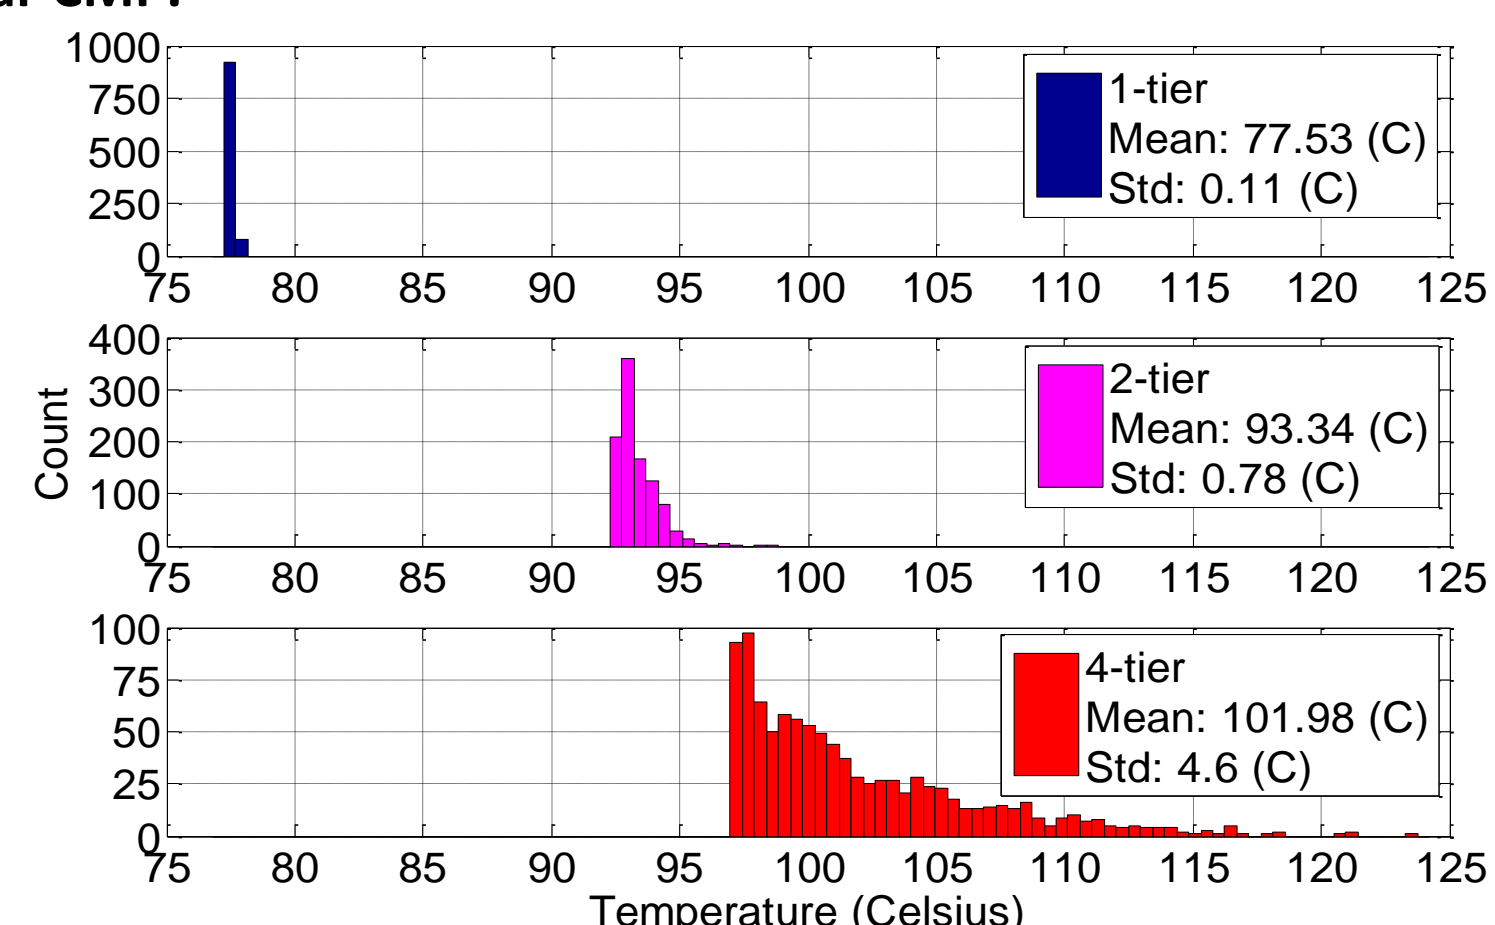 1000
750
500
250
0
75 80 85 90 95 100 105 110 115 120 125
1-tier
Mean: 77.53 (C)
Std: 0.11 (C)
400
300
200
100
0
75 80 85 90 95 100 105 110 115 120 125
2-tier
Mean: 93.34 (C)
Std: 0.78 (C)
Count
100
75
50
25
0
75 80 85 90 95 100 105 110 115 120 125
4-tier
Mean: 101.98 (C)
Std: 4.6 (C)
Temperature (Celsius)